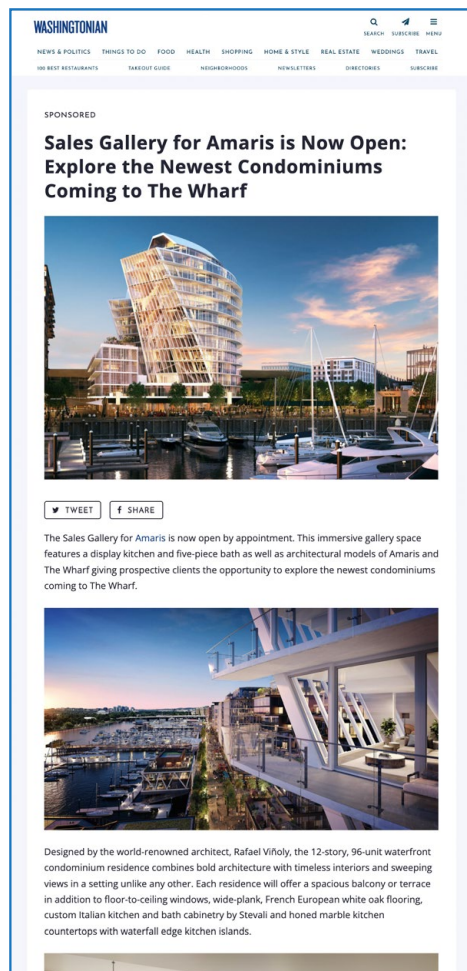 WASHINGTONIAN
SEARCH SUBSCRIBE MENU
NEWS & POLITICS THINGS TO DO FOOD HEALTH SHOPPING HOME & STYLE REAL ESTATE WEDDINGS TRAVEL
100 BEST RESTAURANTS TAKEOUT GUIDE NEIGHBORHOODS NEWSLETTERS DIRECTORIES SUBSCRIBE
SPONSORED
Sales Gallery for Amaris is Now Open:
Explore the Newest Condominiums
Coming to The Wharf
TWEET SHARE
The Sales Gallery for Amaris is now open by appointment. This immersive gallery space
features a display kitchen and five-piece bath as well as architectural models of Amaris and
The Wharf giving prospective clients the opportunity to explore the newest condominiums
coming to The Wharf.
Designed by the world-renowned architect, Rafael Viñoly, the 12-story, 96-unit waterfront
condominium residence combines bold architecture with timeless interiors and sweeping
views in a setting unlike any other. Each residence will offer a spacious balcony or terrace
in addition to floor-to-ceiling windows, wide-plank, French European white oak flooring,
custom Italian kitchen and bath cabinetry by Stevali and honed marble kitchen
countertops with waterfall edge kitchen islands.